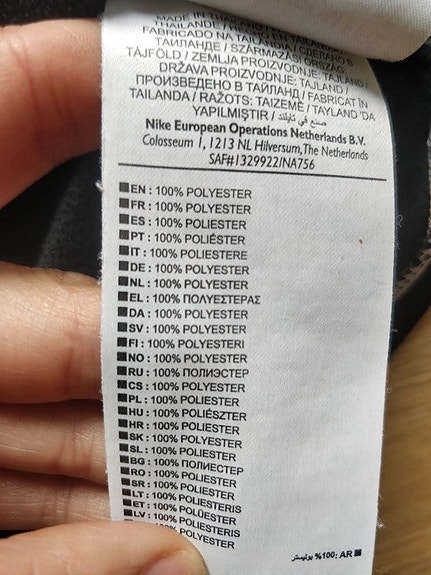 MADE IN THAILAND
FABRICADO NA TAILÂNDIA
ТАИЛАНДЕ / SZÁRMAZÁSI ORSZÁG:
TÁJFÖLD / ZEMLJA PROIZVODNJE: TAJLAND /
DRŽAVA PROIZVODNJE: TAJLAND /
ПРОИЗВЕДЕНО В ТАЙЛАНД / FABRICAT ÎN
TAILANDA / RAŽOTS: TAIZEMĒ / TAYLAND 'DA
YAPILMIŞTIR / صنع في تايلند
Nike European Operations Netherlands B.V.
Colosseum 1, 1213 NL Hilversum, The Netherlands
SAF#1329922/NA756
EN : 100% POLYESTER
FR : 100% POLYESTER
ES : 100% POLIESTER
PT : 100% POLIÉSTER
IT : 100% POLIESTERE
DE : 100% POLYESTER
NL : 100% POLYESTER
EL : 100% ΠΟΛΥΕΣΤΕΡΑΣ
DA : 100% POLYESTER
SV : 100% POLYESTER
FI : 100% POLYESTERI
NO : 100% POLYESTER
RU : 100% ПОЛИЭСТЕР
CS : 100% POLYESTER
PL : 100% POLIESTER
HU : 100% POLIÉSZTER
HR : 100% POLIESTER
SK : 100% POLYESTER
SL : 100% POLIESTER
BG : 100% ПОЛИЕСТЕР
RO : 100% POLIESTER
SR : 100% POLIESTER
LT : 100% POLIESTERIS
ET : 100% POLÜESTER
LV : 100% POLIESTERIS
100% POLYESTER
AR :100% بوليستر